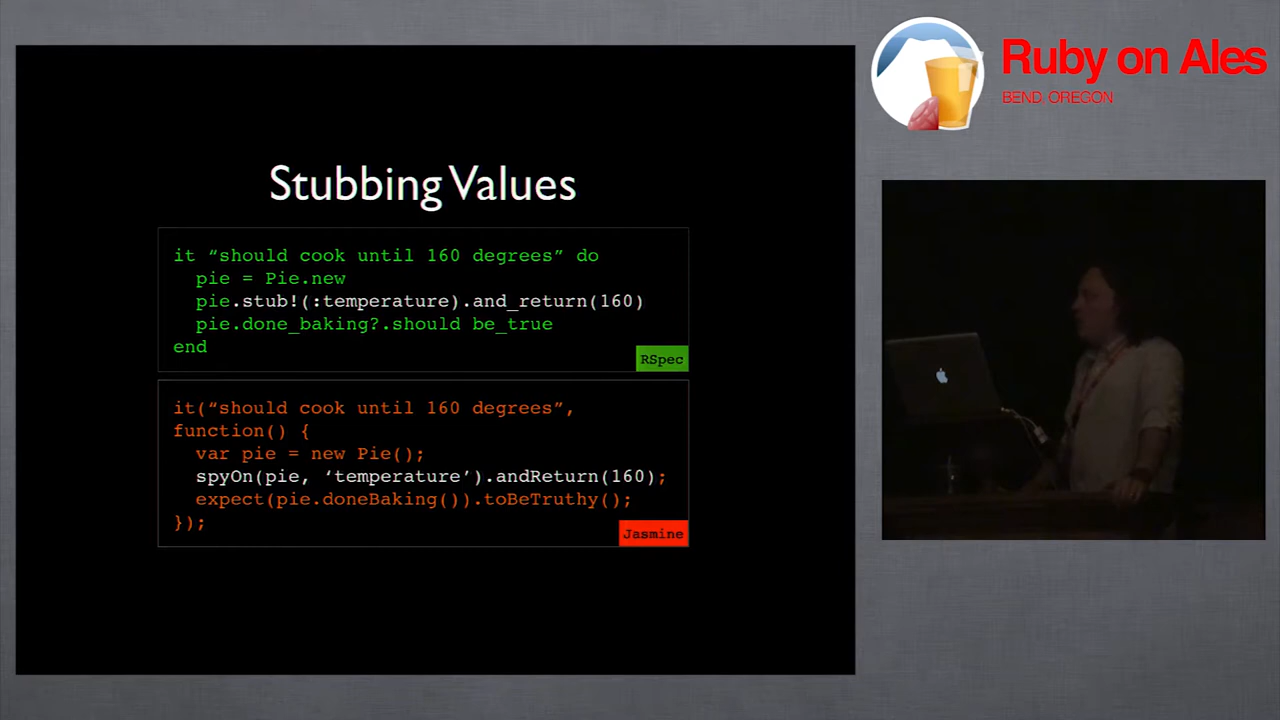 Ruby on Ales
BEND, OREGON
Stubbing Values
it “should cook until 160 degrees” do
pie = Pie.new
pie.stub!(:temperature).and_return(160)
pie.done_baking?.should be_true
end
RSpec
it(“should cook until 160 degrees”,
function() {
var pie = new Pie();
spyOn(pie, ‘temperature’).andReturn(160);
expect(pie.doneBaking()).toBeTruthy();
});
Jasmine